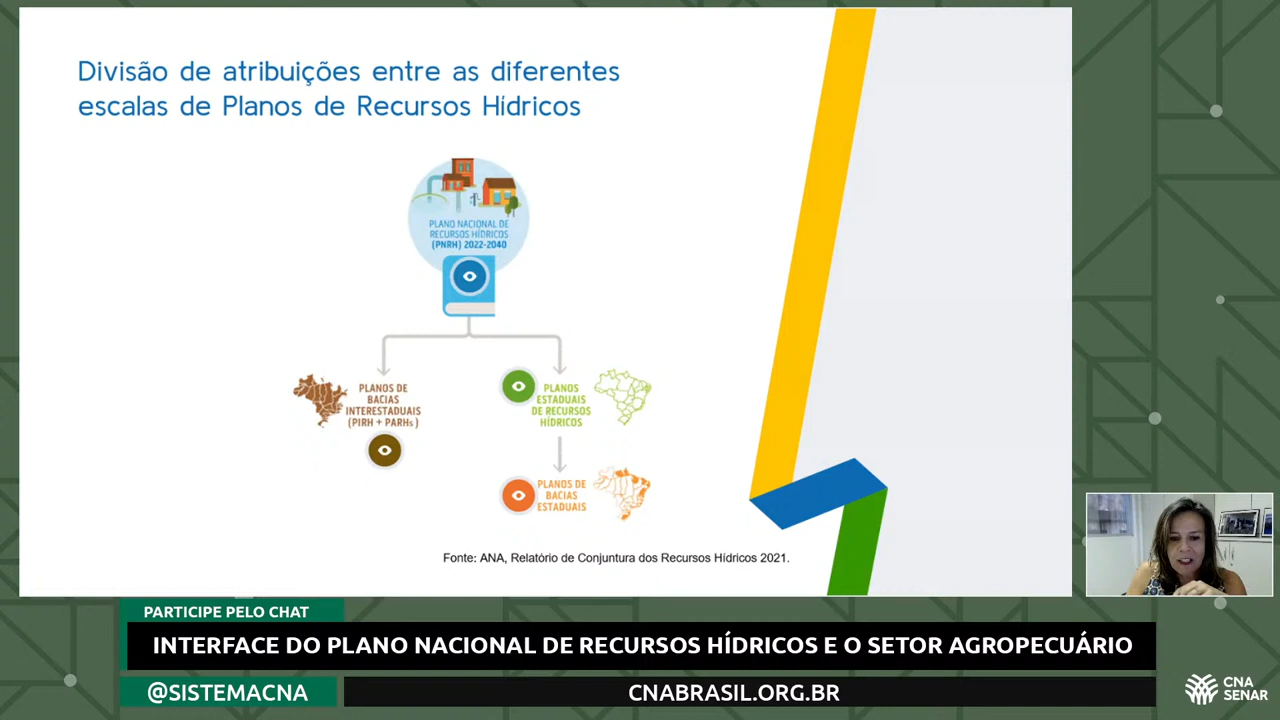 Divisão de atribuições entre as diferentes
escalas de Planos de Recursos Hídricos
PLANO NACIONAL DE
RECURSOS HÍDRICOS
(PNRH) 2022-2040
PLANOS DE
BACIAS
INTERESTADUAIS
(PIRH + PARHs)
PLANOS
ESTADUAIS
DE RECURSOS
HÍDRICOS
PLANOS DE
BACIAS
ESTADUAIS
Fonte: ANA, Relatório de Conjuntura dos Recursos Hídricos 2021.
PARTICIPE PELO CHAT
INTERFACE DO PLANO NACIONAL DE RECURSOS HÍDRICOS E O SETOR AGROPECUÁRIO
@SISTEMACNA
CNABRASIL.ORG.BR
CNA
SENAR